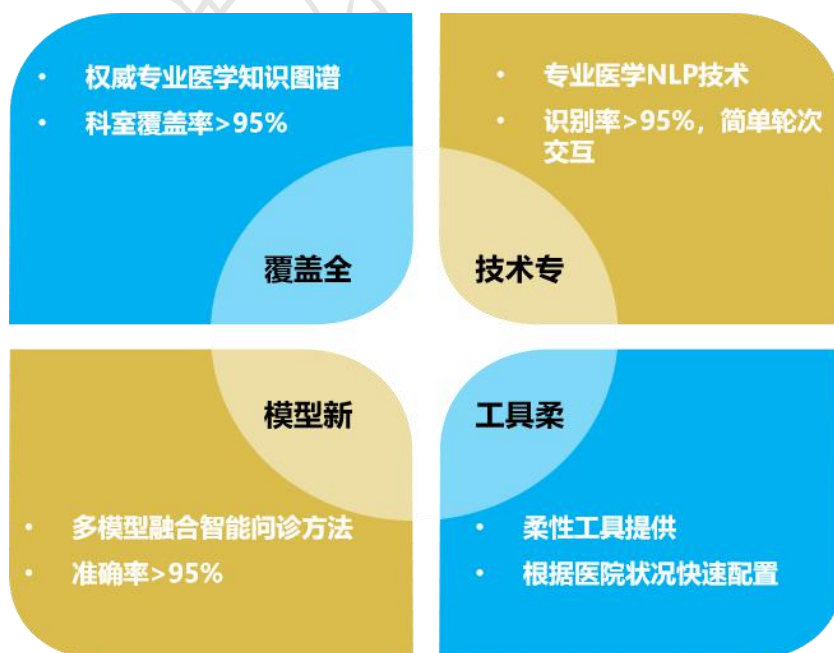 • 权威专业医学知识图谱
• 科室覆盖率>95%
覆盖全
• 专业医学NLP技术
• 识别率>95%，简单轮次
交互
技术专
模型新
• 多模型融合智能问诊方法
• 准确率>95%
工具柔
• 柔性工具提供
• 根据医院状况快速配置